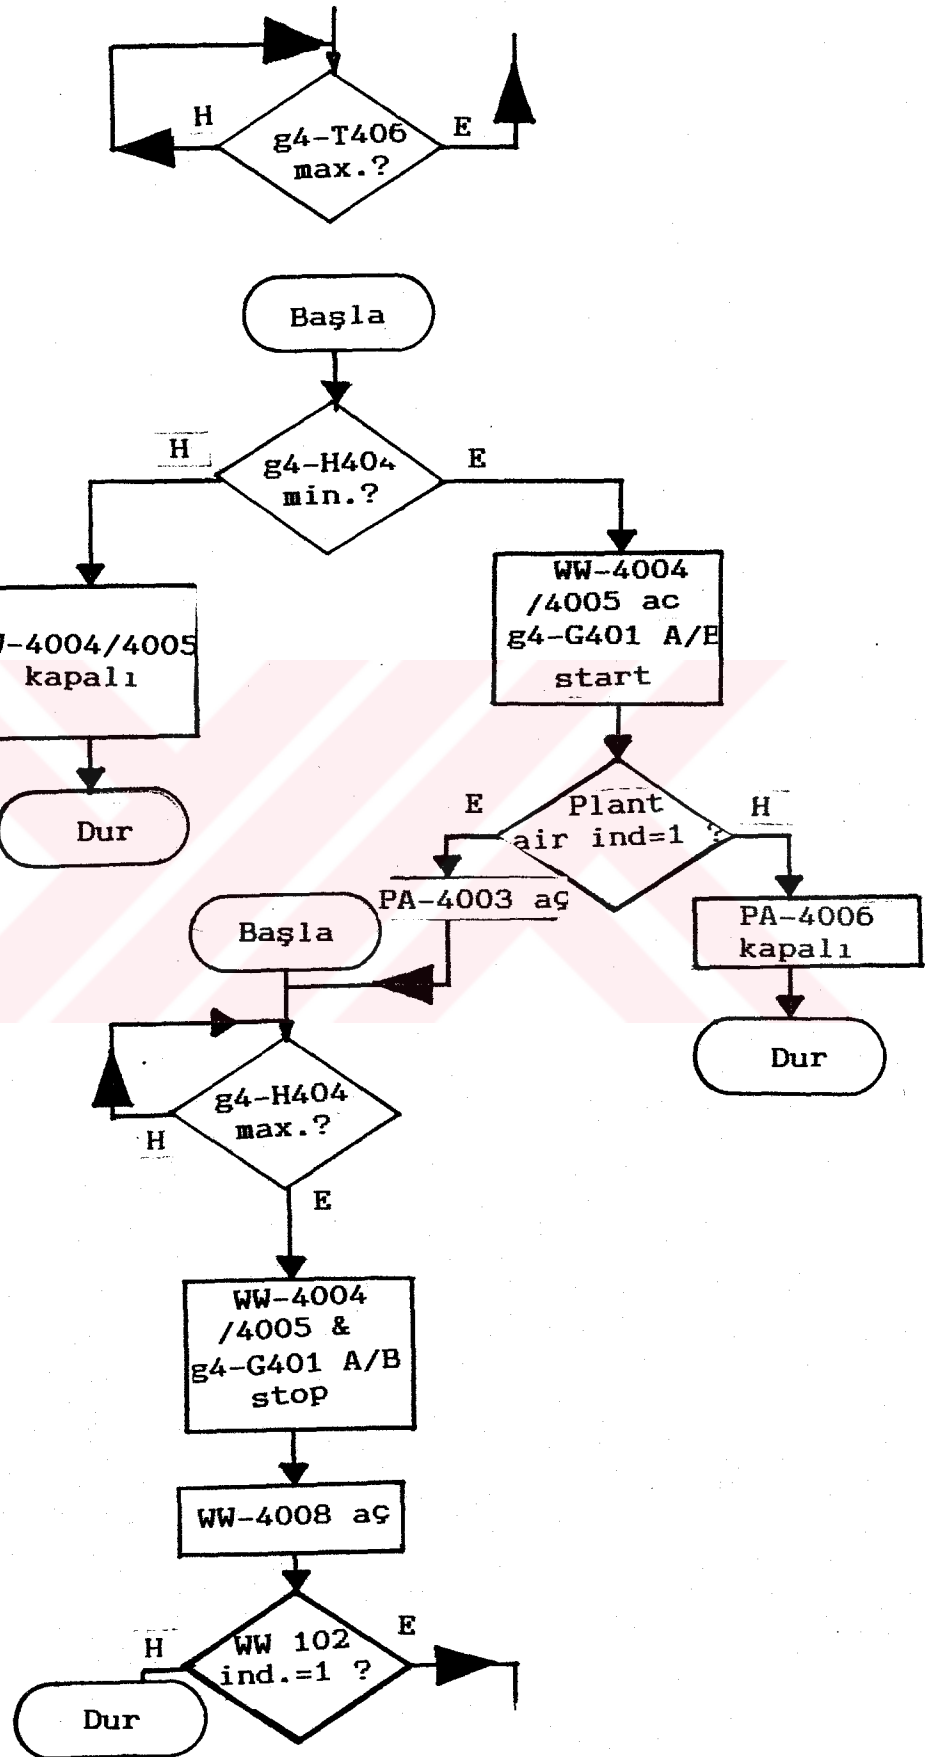 H
g4-T406
max.?
E
Başla
H
g4-H404
min.?
E
-4004/4005
kapalı
WW-4004
/4005 ac
g4-G401 A/B
start
Dur
E
Plant
air ind=1 ?
H
PA-4003 aç
PA-4006
kapalı
Başla
Dur
g4-H404
max.?
H
E
WW-4004
/4005 &
g4-G401 A/B
stop
WW-4008 aç
H
WW 102
ind.=1 ?
E
Dur